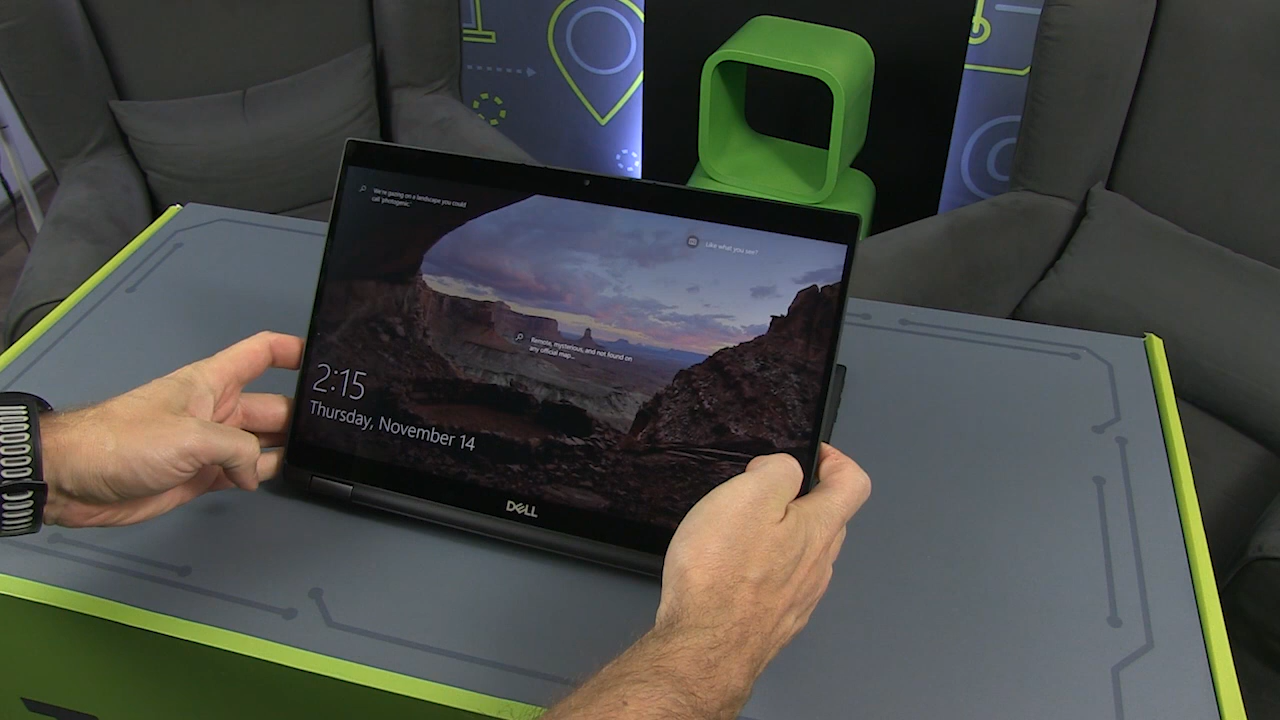 We're gazing on a landscape you could
call 'photogenic.'
Like what you see?
Remote, mysterious, and not found on
any official map...
2:15
Thursday, November 14
DELL